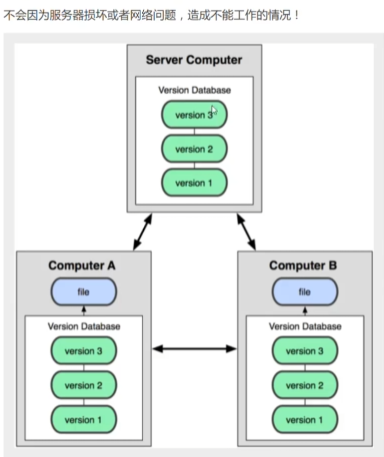 不会因为服务器损坏或者网络问题，造成不能工作的情况！
Server Computer
Version Database
version 3
version 2
version 1
Computer A
file
Version Database
version 3
version 2
version 1
Computer B
file
Version Database
version 3
version 2
version 1